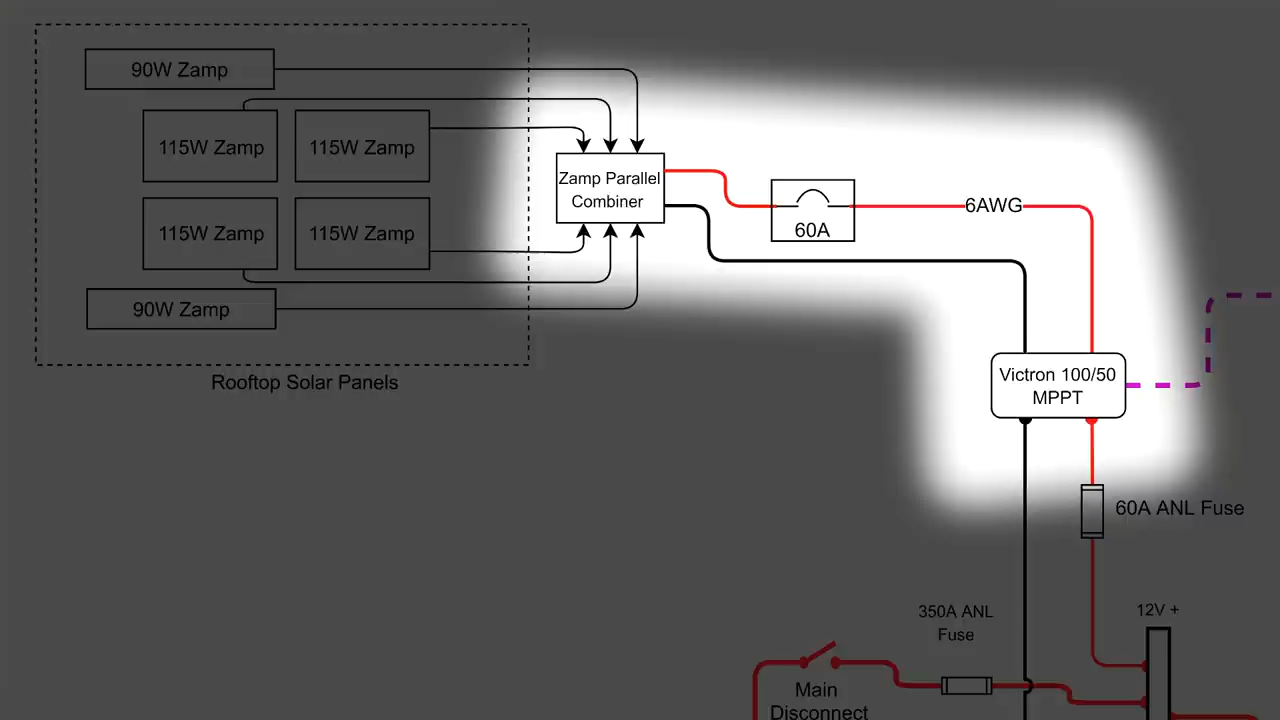 90W Zamp
115W Zamp
115W Zamp
115W Zamp
115W Zamp
90W Zamp
Rooftop Solar Panels
Zamp Parallel
Combiner
60A
6AWG
Victron 100/50
MPPT
60A ANL Fuse
350A ANL
Fuse
12V +
Main
Disconnect